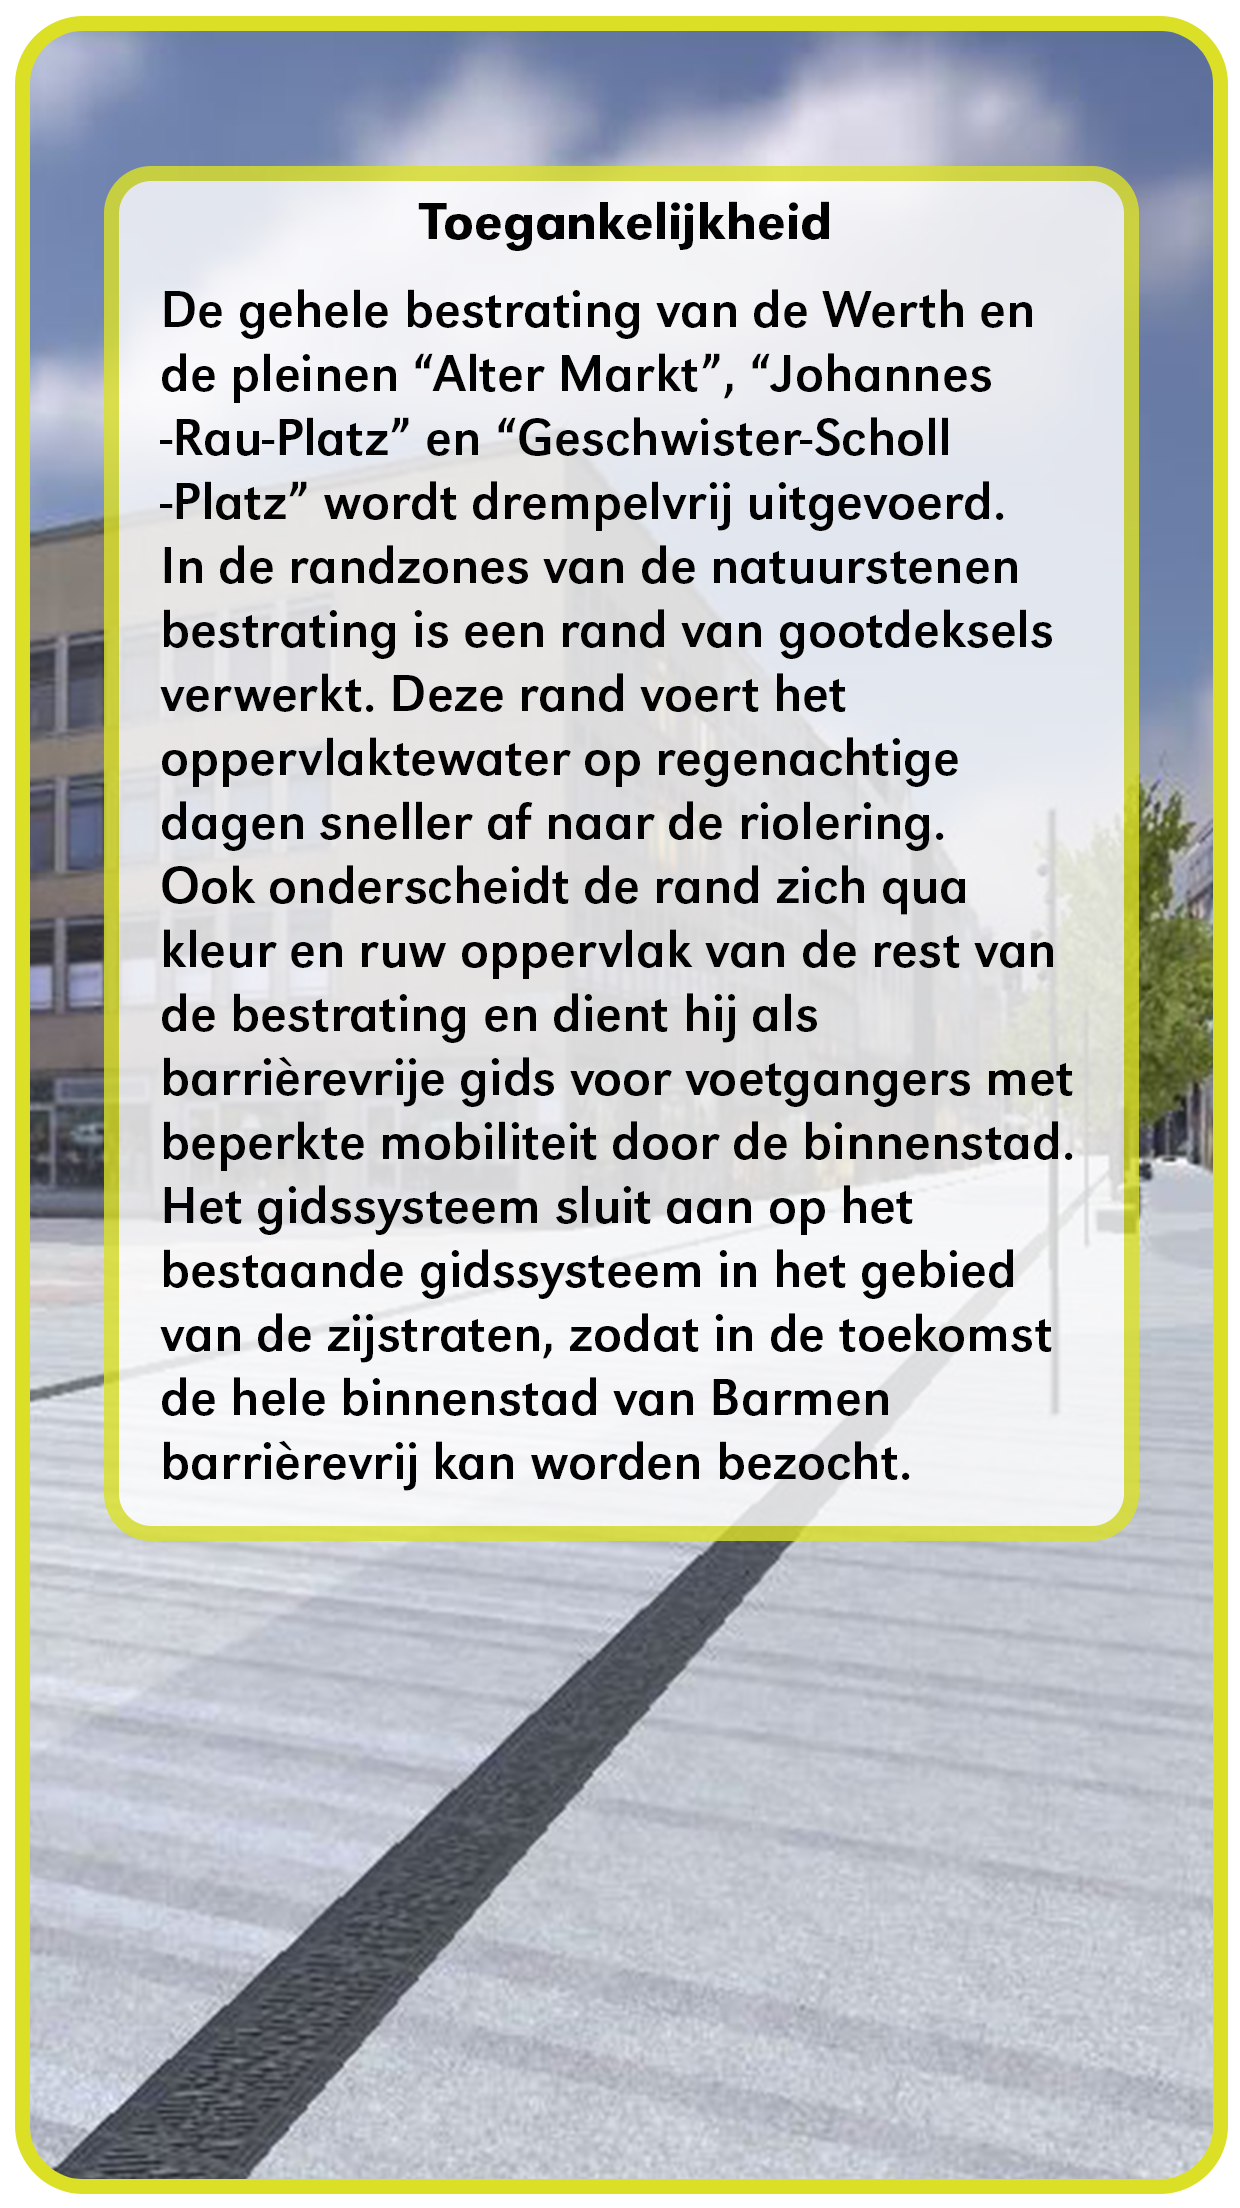 Toegankelijkheid
De gehele bestrating van de Werth en
de pleinen “Alter Markt”, “Johannes
-Rau-Platz” en “Geschwister-Scholl
-Platz” wordt drempelvrij uitgevoerd.
In de randzones van de natuurstenen
bestrating is een rand van gootdeksels
verwerkt. Deze rand voert het
oppervlaktewater op regenachtige
dagen sneller af naar de riolering.
Ook onderscheidt de rand zich qua
kleur en ruw oppervlak van de rest van
de bestrating en dient hij als
barrièrevrije gids voor voetgangers met
beperkte mobiliteit door de binnenstad.
Het gidssysteem sluit aan op het
bestaande gidssysteem in het gebied
van de zijstraten, zodat in de toekomst
de hele binnenstad van Barmen
barrièrevrij kan worden bezocht.